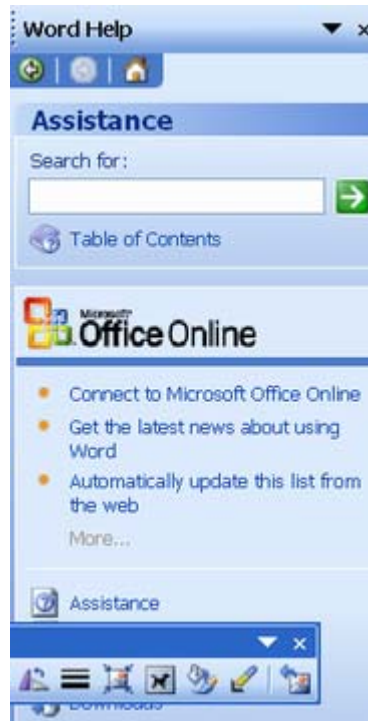 Word Help
Assistance
Search for:
Table of Contents
Microsoft
Office Online
Connect to Microsoft Office Online
Get the latest news about using
Word
Automatically update this list from
the web
More...
Assistance
Downloads